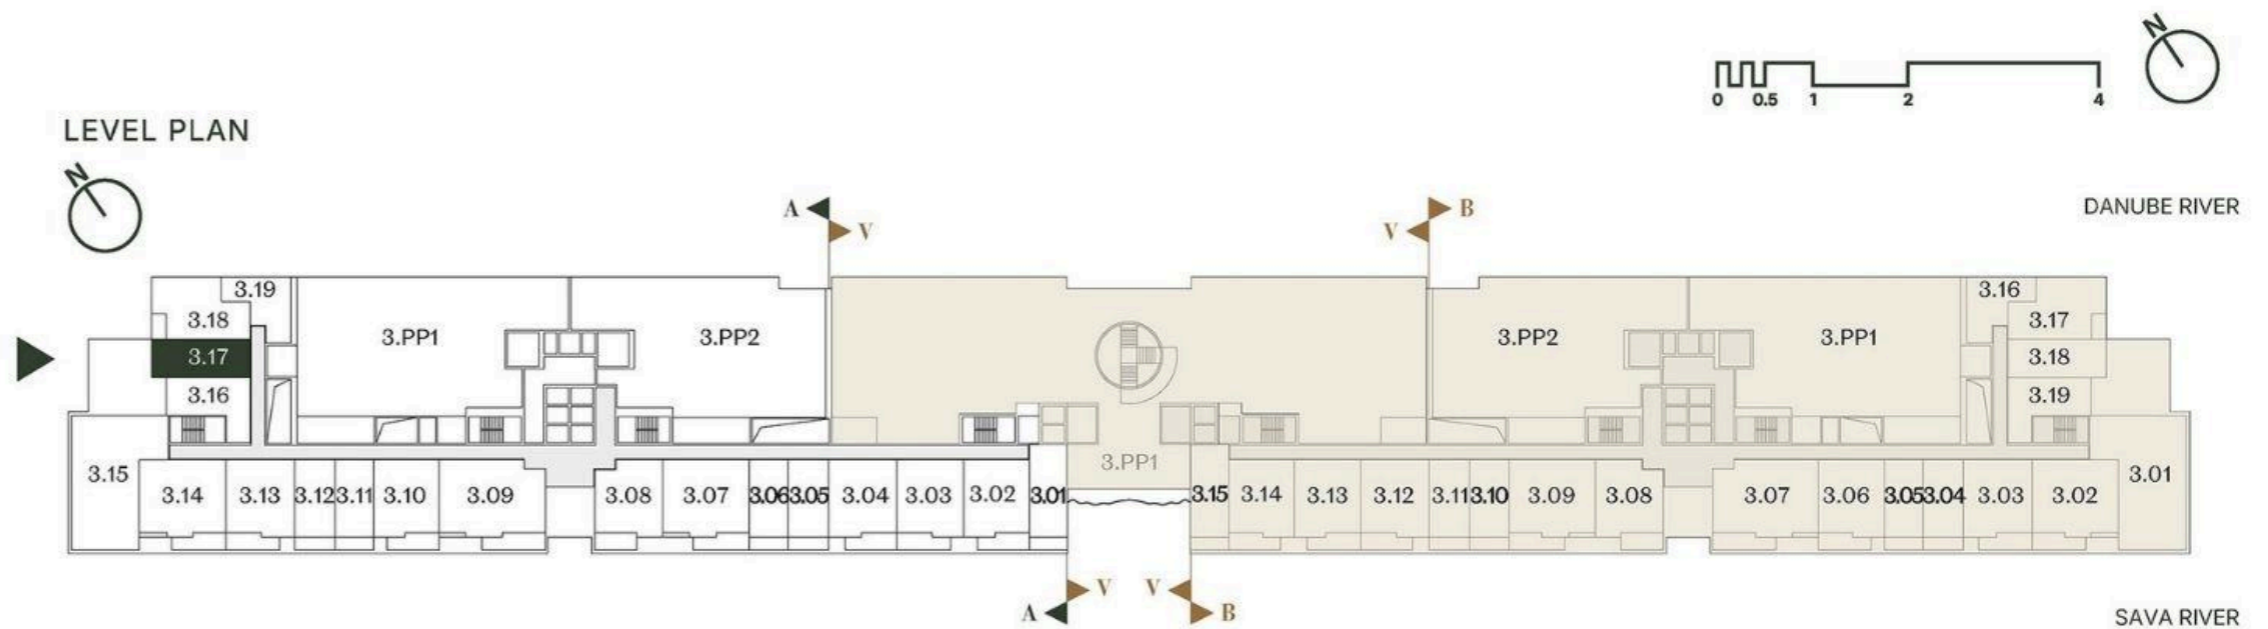 N
0 0.5 1 2 4
LEVEL PLAN
N
DANUBE RIVER
A V V B
3.19 3.16
3.18 3.17
3.PP1 3.PP2 3.PP2 3.PP1
3.17 3.18
3.16 3.19
3.PP1
3.15 3.01
3.14 3.13 3.12 3.11 3.10 3.09 3.08 3.07 3.06 3.05 3.04 3.03 3.02 3.01 3.15 3.14 3.13 3.12 3.11 3.10 3.09 3.08 3.07 3.06 3.05 3.04 3.03 3.02
V V
A B
SAVA RIVER